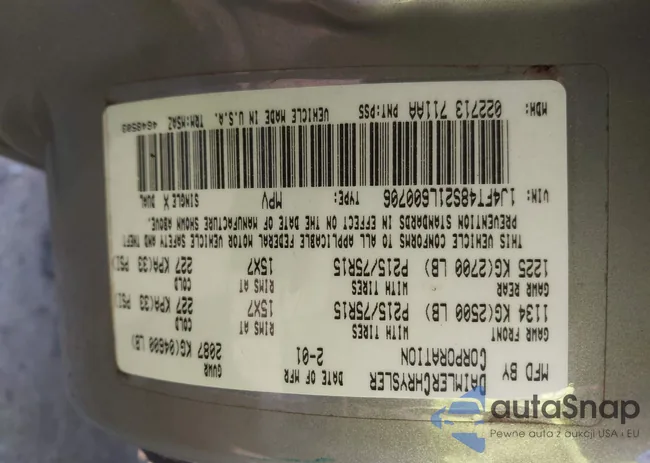 MFD BY DAIMLERCHRYSLER CORPORATION DATE OF MFR 2-01 GVWR 2087 KG(04600 LB)
GAWR FRONT WITH TIRES RIMS AT COLD
1134 KG(2500 LB) P215/75R15 15X7 227 KPA(33 PSI)
GAWR REAR WITH TIRES RIMS AT COLD
1225 KG(2700 LB) P215/75R15 15X7 227 KPA(33 PSI)
THIS VEHICLE CONFORMS TO ALL APPLICABLE FEDERAL MOTOR VEHICLE SAFETY AND THEFT
PREVENTION STANDARDS IN EFFECT ON THE DATE OF MANUFACTURE SHOWN ABOVE.
VIN: 1J4FT48S21L600706 TYPE: MPV SINGLE X DUAL
MDH: 022713 711AA PNT:PS5 VEHICLE MADE IN U.S.A. TRM:MSAZ 4648503
autaSnap
Pewne auta z aukcji USA i EU